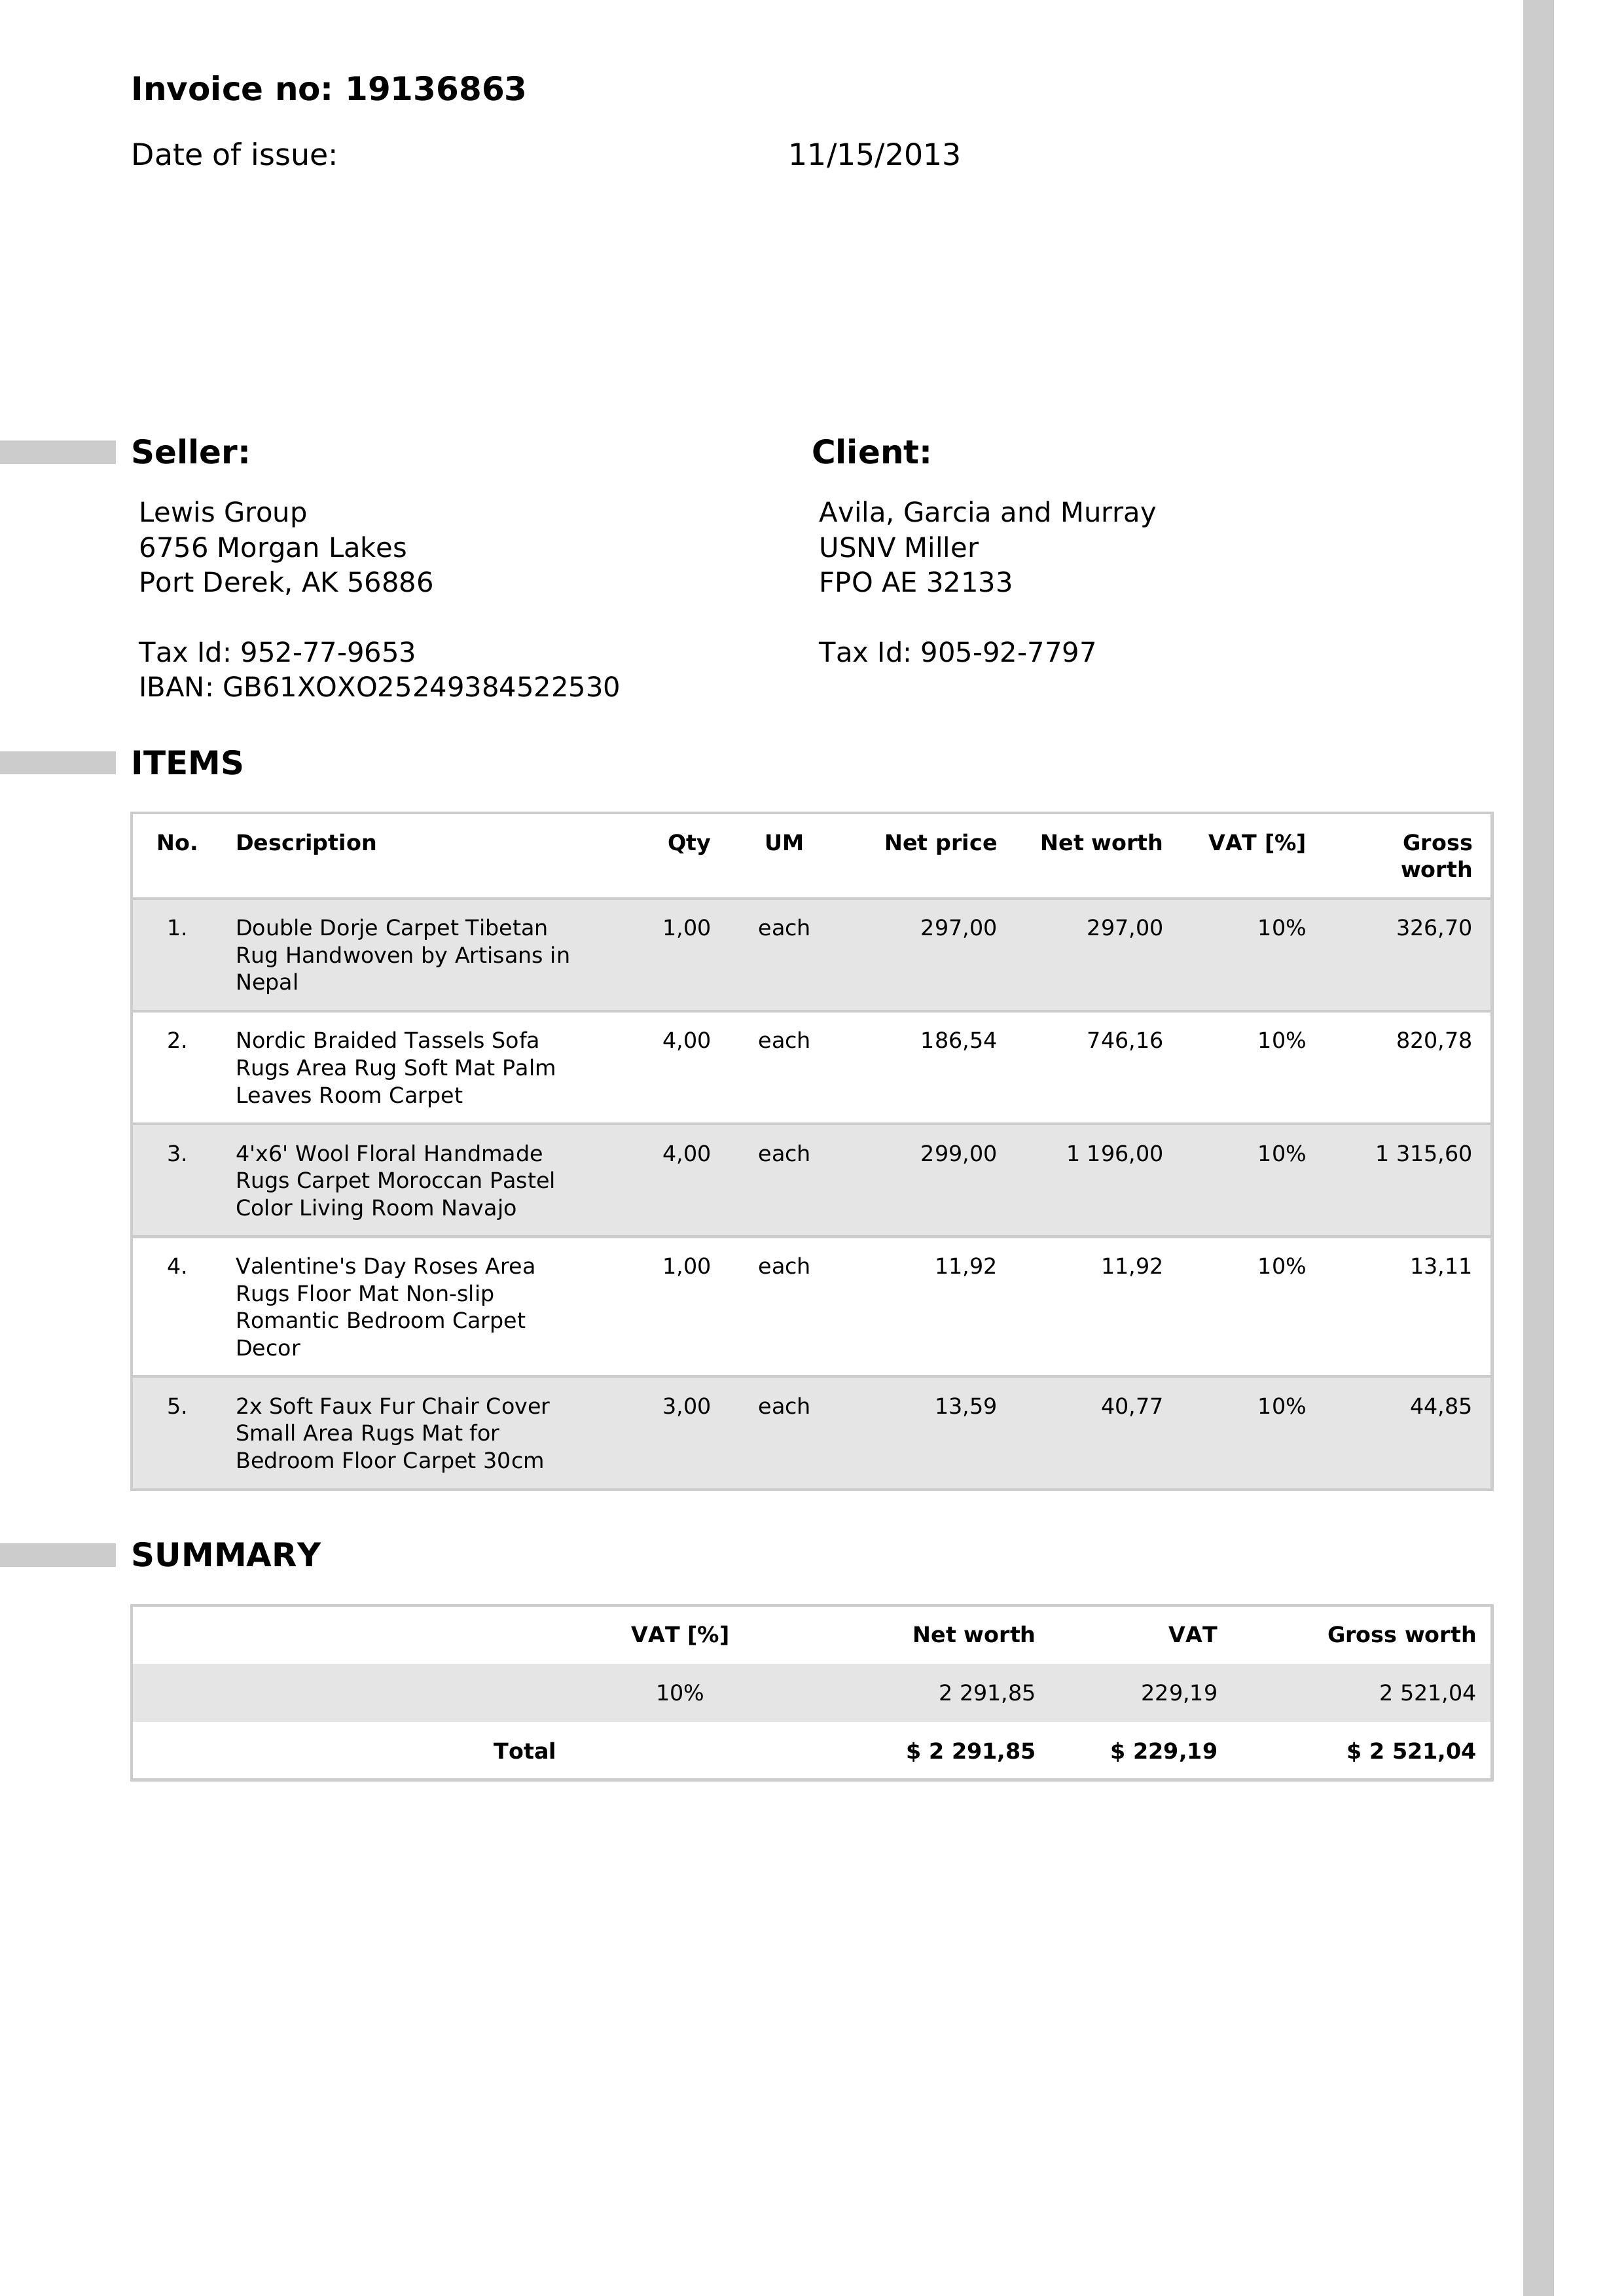 Invoice no: 19136863
Date of issue: 11/15/2013
Seller: Client:
Lewis Group Avila, Garcia and Murray
6756 Morgan Lakes USNV Miller
Port Derek, AK 56886 FPO AE 32133
Tax Id: 952-77-9653 Tax Id: 905-92-7797
IBAN: GB61XOXO25249384522530
ITEMS
No. Description Qty UM Net price Net worth VAT [%] Gross
worth
1. Double Dorje Carpet Tibetan 1,00 each 297,00 297,00 10% 326,70
Rug Handwoven by Artisans in
Nepal
2. Nordic Braided Tassels Sofa 4,00 each 186,54 746,16 10% 820,78
Rugs Area Rug Soft Mat Palm
Leaves Room Carpet
3. 4'x6' Wool Floral Handmade 4,00 each 299,00 1 196,00 10% 1 315,60
Rugs Carpet Moroccan Pastel
Color Living Room Navajo
4. Valentine's Day Roses Area 1,00 each 11,92 11,92 10% 13,11
Rugs Floor Mat Non-slip
Romantic Bedroom Carpet
Decor
5. 2x Soft Faux Fur Chair Cover 3,00 each 13,59 40,77 10% 44,85
Small Area Rugs Mat for
Bedroom Floor Carpet 30cm
SUMMARY
VAT [%] Net worth VAT Gross worth
10% 2 291,85 229,19 2 521,04
Total $ 2 291,85 $ 229,19 $ 2 521,04